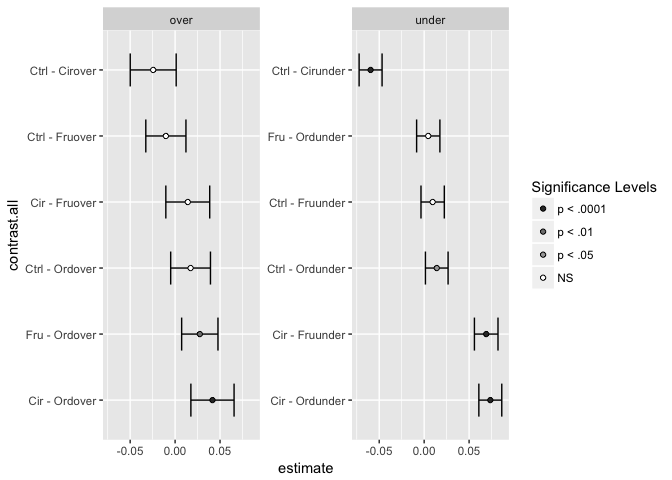 over
under
Ctrl - Cirover
Ctrl - Fruover
Cir - Fruover
Ctrl - Ordover
Fru - Ordover
Cir - Ordover
Ctrl - Cirunder
Fru - Ordunder
Ctrl - Fruunder
Ctrl - Ordunder
Cir - Fruunder
Cir - Ordunder
contrast.all
-0.05 0.00 0.05
-0.05 0.00 0.05
estimate
Significance Levels
p < .0001
p < .01
p < .05
NS